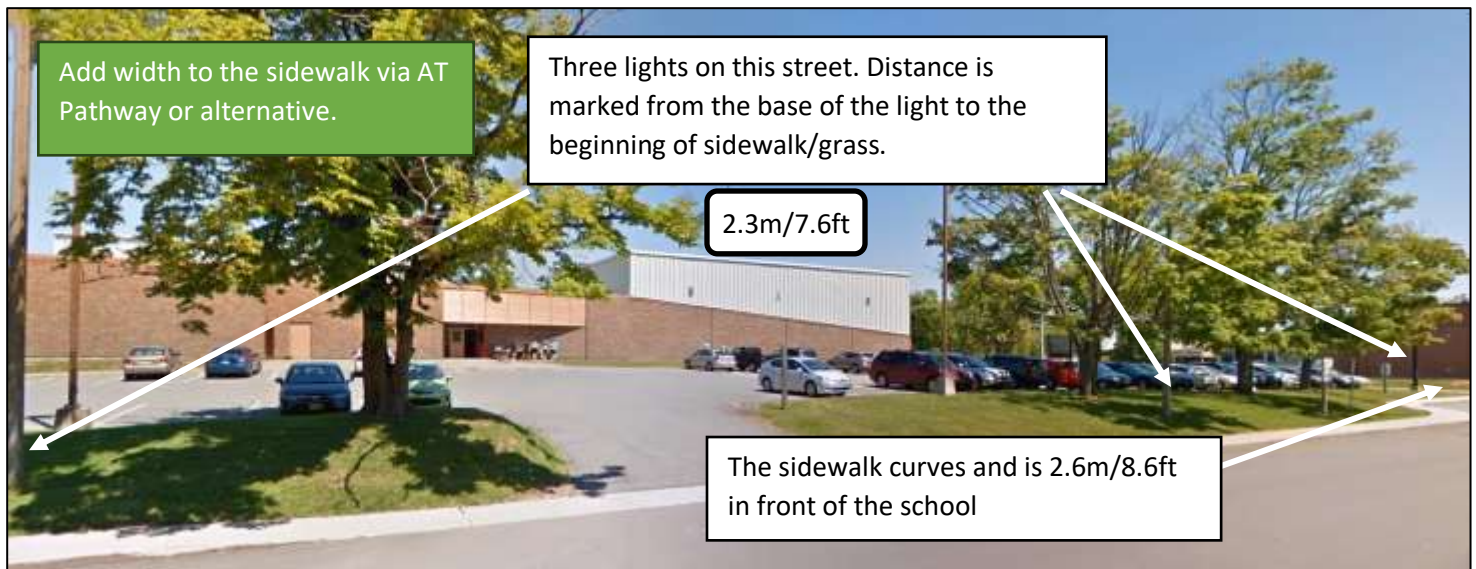 Add width to the sidewalk via AT
Pathway or alternative.
Three lights on this street. Distance is
marked from the base of the light to the
beginning of sidewalk/grass.
2.3m/7.6ft
The sidewalk curves and is 2.6m/8.6ft
in front of the school